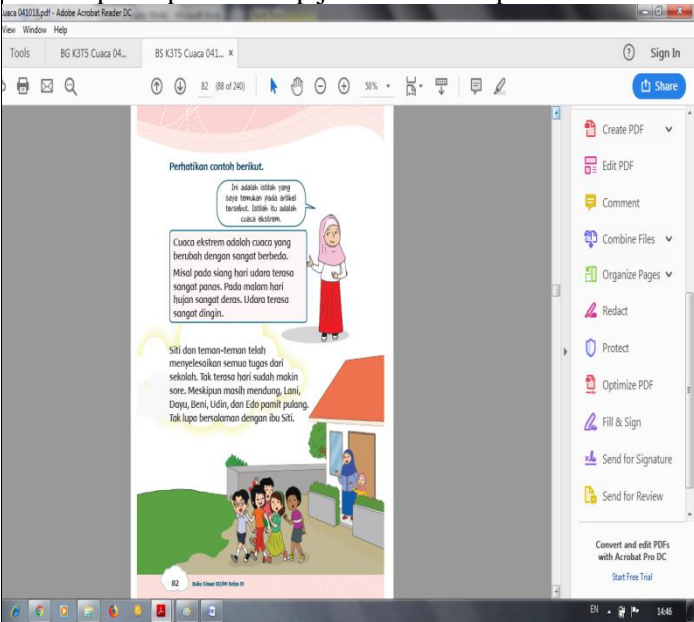 041018.pdf - Adobe Acrobat Reader DC
View Window Help
Tools
BG K3T5 Cuaca 04...
BS K3T5 Cuaca 041... ×
Sign In
82 (88 of 240)
50%
Share
Perhatikan contoh berikut.
Ini adalah istilah yang
saya temukan pada artikel
tersebut. Istilah itu adalah
cuaca ekstrem.
Cuaca ekstrem adalah cuaca yang
berubah dengan sangat berbeda.
Misal pada siang hari udara terasa
sangat panas. Pada malam hari
hujan sangat deras. Udara terasa
sangat dingin.
Siti dan teman-teman telah
menyelesaikan semua tugas dari
sekolah. Tak terasa hari sudah makin
sore. Meskipun masih mendung, Lani,
Dayu, Beni, Udin, dan Edo pamit pulang.
Tak lupa bersalaman dengan ibu Siti.
82 Buku Siswa SD/MI Kelas III
Create PDF
Edit PDF
Comment
Combine Files
Organize Pages
Redact
Protect
Optimize PDF
Fill & Sign
Send for Signature
Send for Review
Convert and edit PDFs
with Acrobat Pro DC
Start Free Trial
EN
14:46